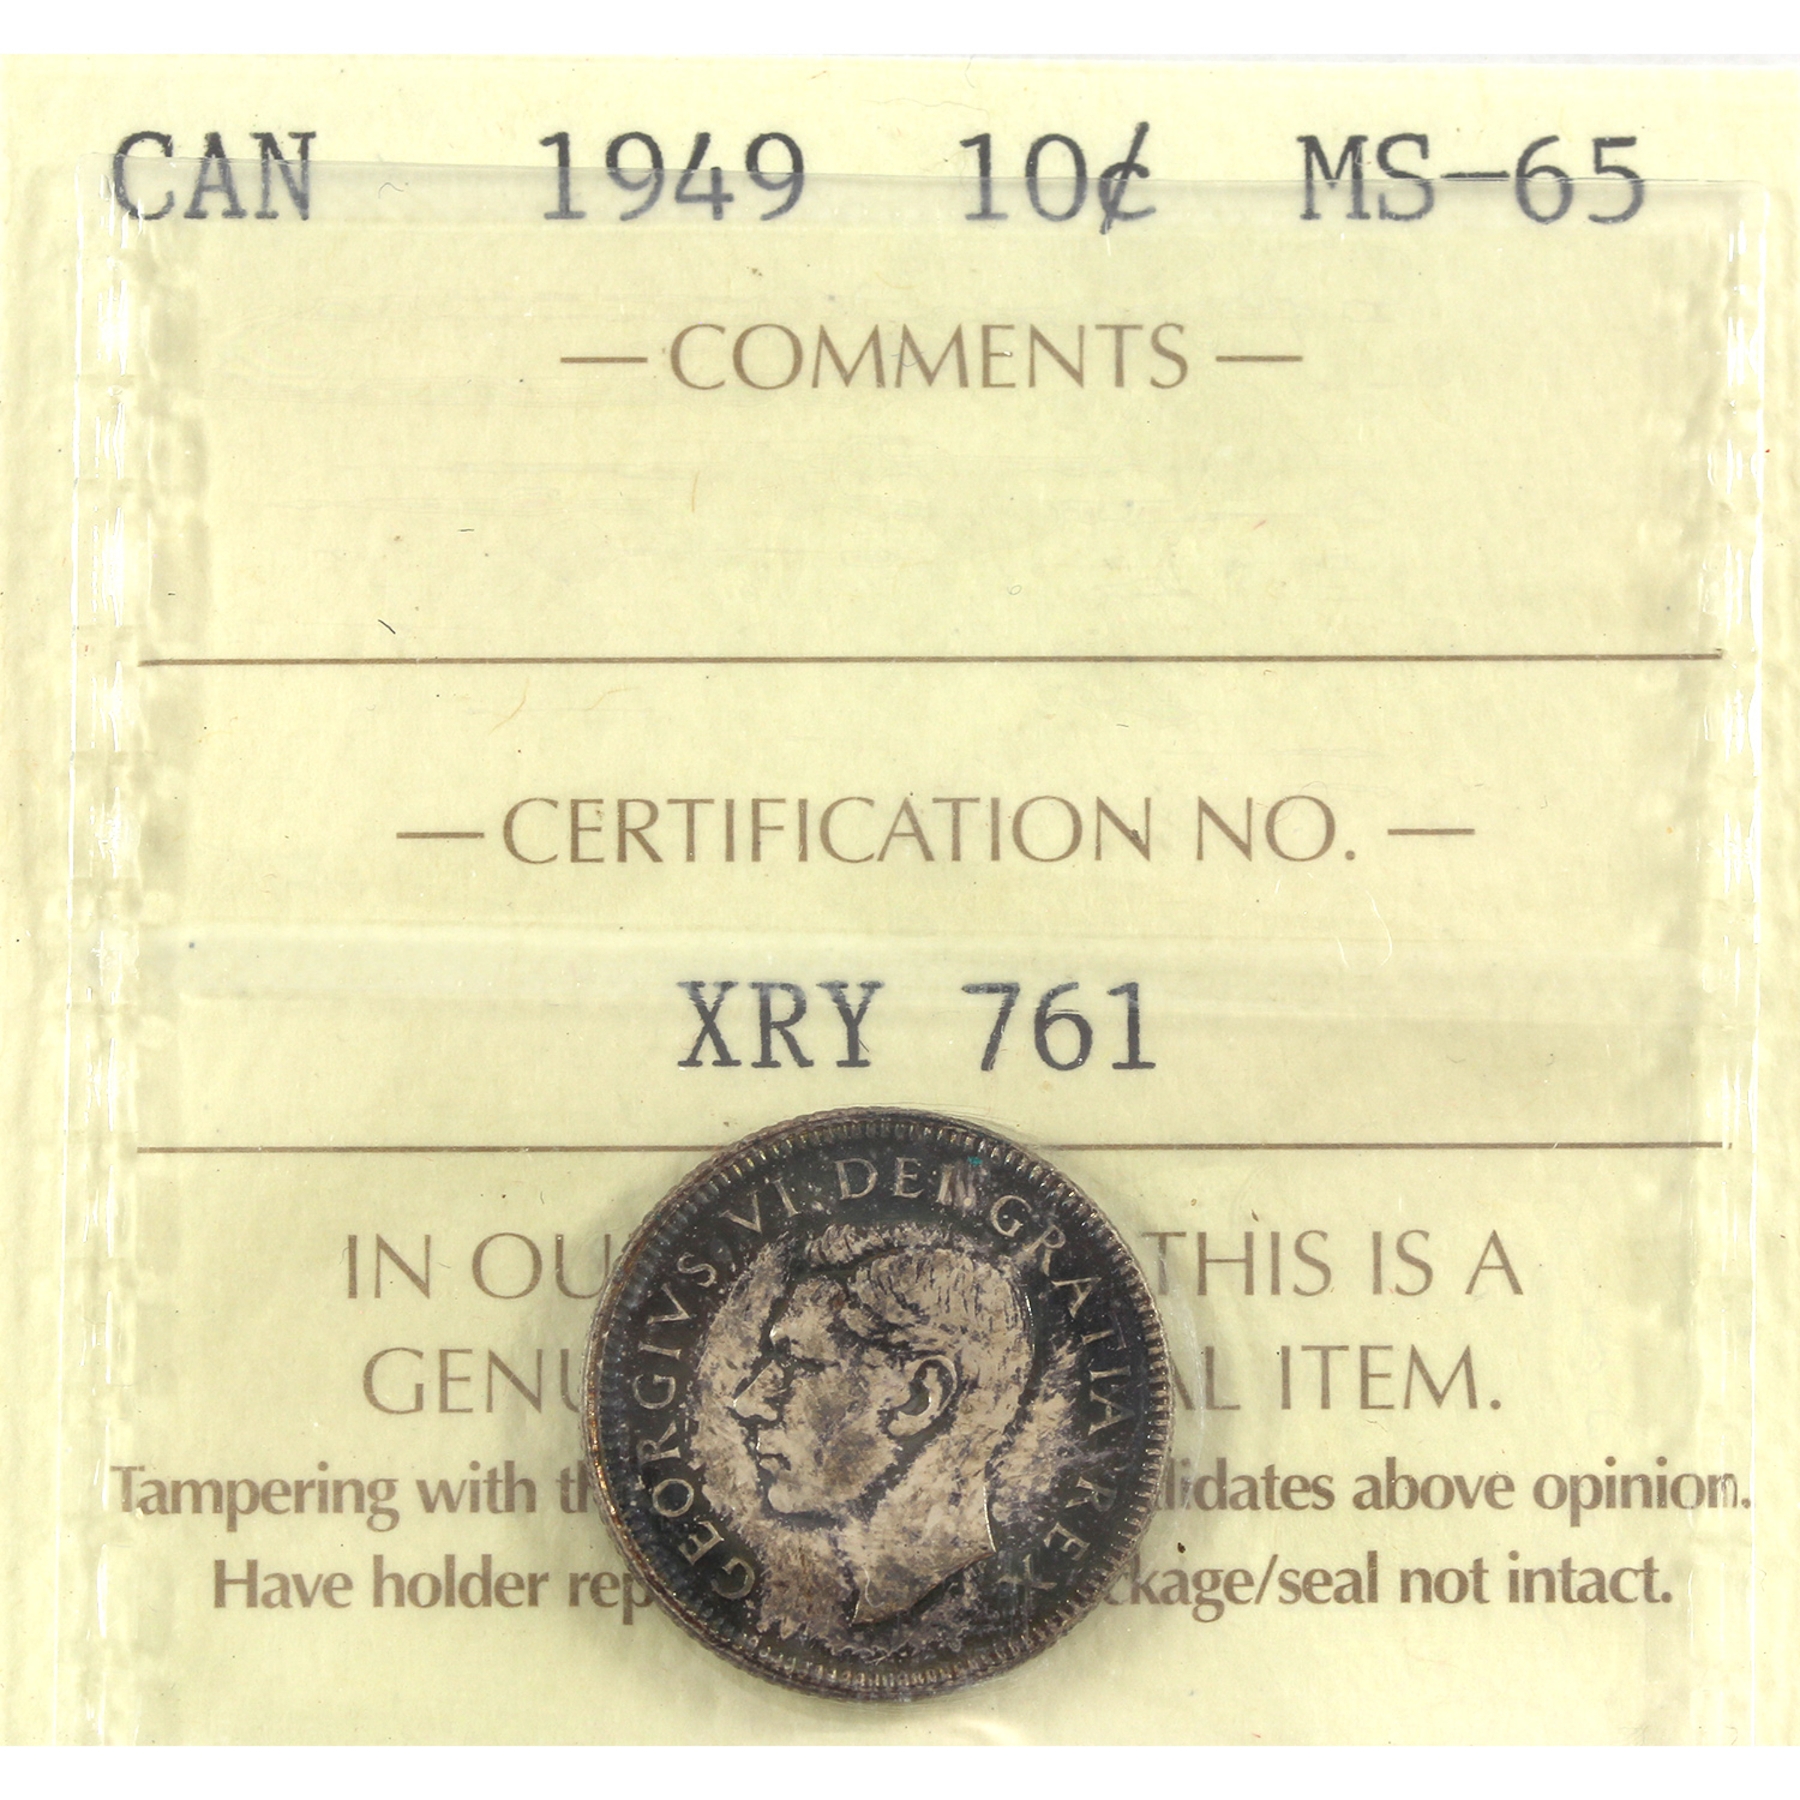 CAN 1949 10¢ MS-65
— COMMENTS —
— CERTIFICATION NO. —
XRY 761
IN OU THIS IS A
GENU AL ITEM.
Tampering with th lidates above opinion.
Have holder rep ckage/seal not intact.
GEORGIVS VI DEI GRATIA REX